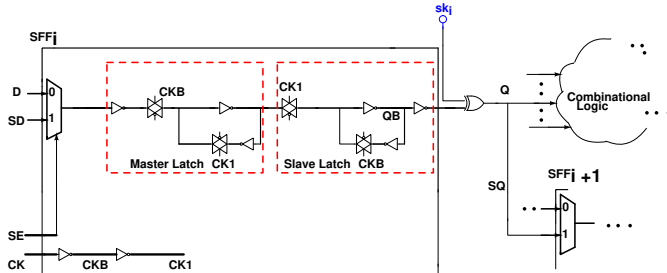 sk_i
SFF_i
D
0
SD
1
CKB
CK1
QB
Q
Combinational
Logic
Master Latch
CK1
Slave Latch
CKB
SQ
SFF_i +1
0
1
SE
CK
CKB
CK1